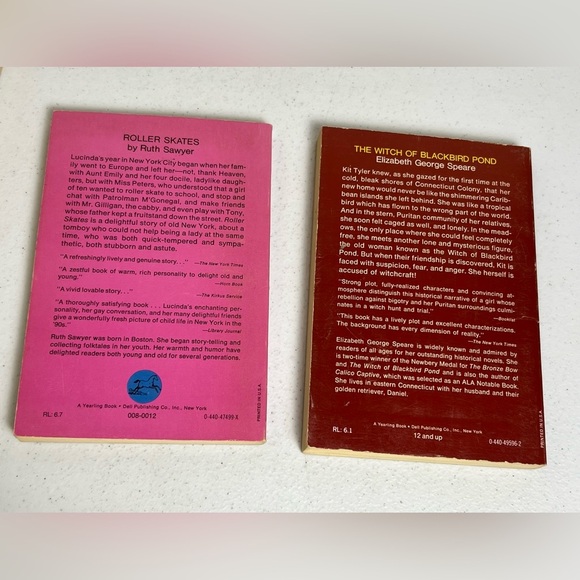 ROLLER SKATES
by Ruth Sawyer
Lucinda's year in New York City began when her fam-
ily went to Europe and left her—not, thank Heaven,
with Aunt Emily and her four docile, ladylike daugh-
ters, but with Miss Peters, who understood that a girl
of ten wanted to roller skate to school, and stop and
chat with Patrolman M'Gonegal, and make friends
with Mr. Gilligan, the cabby, and even play with Tony,
whose father kept a fruitstand down the street. Roller
Skates is a delightful story of old New York, about a
tomboy who could not help being a lady at the same
time, who was both quick-tempered and sympa-
thetic, both stubborn and astute.
"A refreshingly lively and genuine story. . ."
—The New York Times
"A zestful book of warm, rich personality to delight old and
young. . ."
—Horn Book
"A vivid lovable story. . ."
—The Kirkus Service
"A thoroughly satisfying book . . . Lucinda's enchanting per-
sonality, her gay conversation, and her many delightful friends
give a wonderfully fresh picture of child life in New York in the
'90s."
—Library Journal
Ruth Sawyer was born in Boston. She began story-telling and
collecting folktales in her youth. Her warmth and humor have
delighted readers both young and old for several generations.
A Yearling Book • Dell Publishing Co., Inc., New York
RL: 6.7
008-0012
0-440-47499-X
PRINTED IN U.S.A.
THE WITCH OF BLACKBIRD POND
Elizabeth George Speare
Kit Tyler knew, as she gazed for the first time at the
cold, bleak shores of Connecticut Colony, that her
new home would never be like the shimmering Carib-
bean islands she left behind. She was like a tropical
bird which has flown to the wrong part of the world.
And in the stern, Puritan community of her relatives,
she soon felt caged as well, and lonely. In the mead-
ows, the only place where she could feel completely
free, she meets another lone and mysterious figure,
the old woman known as the Witch of Blackbird
Pond. But when their friendship is discovered, Kit is
faced with suspicion, fear, and anger. She herself is
accused of witchcraft!
"Strong plot, fully-realized characters and convincing at-
mosphere distinguish this historical narrative of a girl whose
rebellion against bigotry and her Puritan surroundings culmi-
nates in a witch hunt and trial."
—Booklist
"This book has a lively plot and excellent characterizations.
The background has every dimension of reality."
—The New York Times
Elizabeth George Speare is widely known and admired by
readers of all ages for her outstanding historical novels. She
is two-time winner of the Newbery Medal for The Bronze Bow
and The Witch of Blackbird Pond and is also the author of
Calico Captive, which was selected as an ALA Notable Book.
She lives in eastern Connecticut with her husband and their
golden retriever, Daniel.
A Yearling Book • Dell Publishing Co., Inc., New York
RL: 6.1
12 and up
0-440-49596-2
PRINTED IN U.S.A.